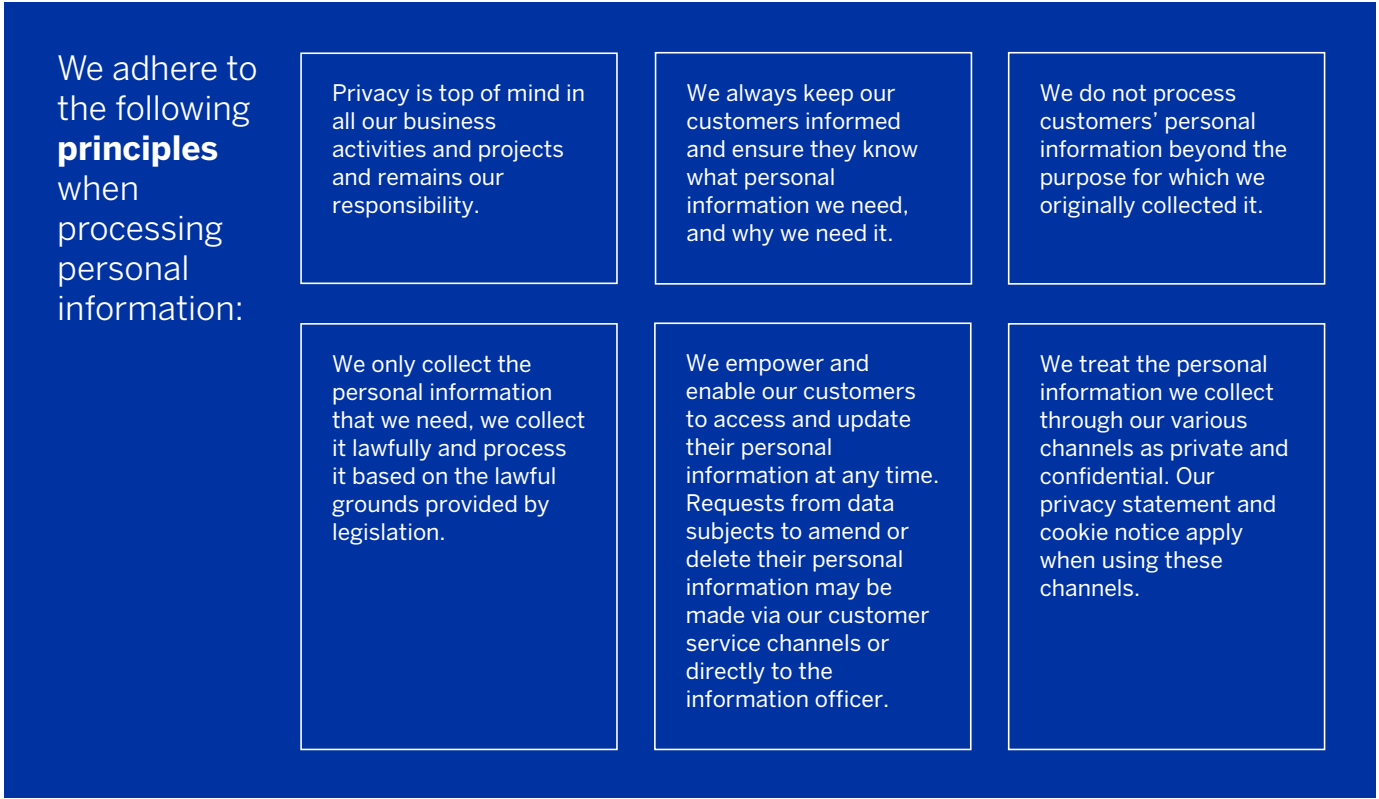 We adhere to
the following
principles
when
processing
personal
information:
Privacy is top of mind in
all our business
activities and projects
and remains our
responsibility.
We always keep our
customers informed
and ensure they know
what personal
information we need,
and why we need it.
We do not process
customers’ personal
information beyond the
purpose for which we
originally collected it.
We only collect the
personal information
that we need, we collect
it lawfully and process
it based on the lawful
grounds provided by
legislation.
We empower and
enable our customers
to access and update
their personal
information at any time.
Requests from data
subjects to amend or
delete their personal
information may be
made via our customer
service channels or
directly to the
information officer.
We treat the personal
information we collect
through our various
channels as private and
confidential. Our
privacy statement and
cookie notice apply
when using these
channels.